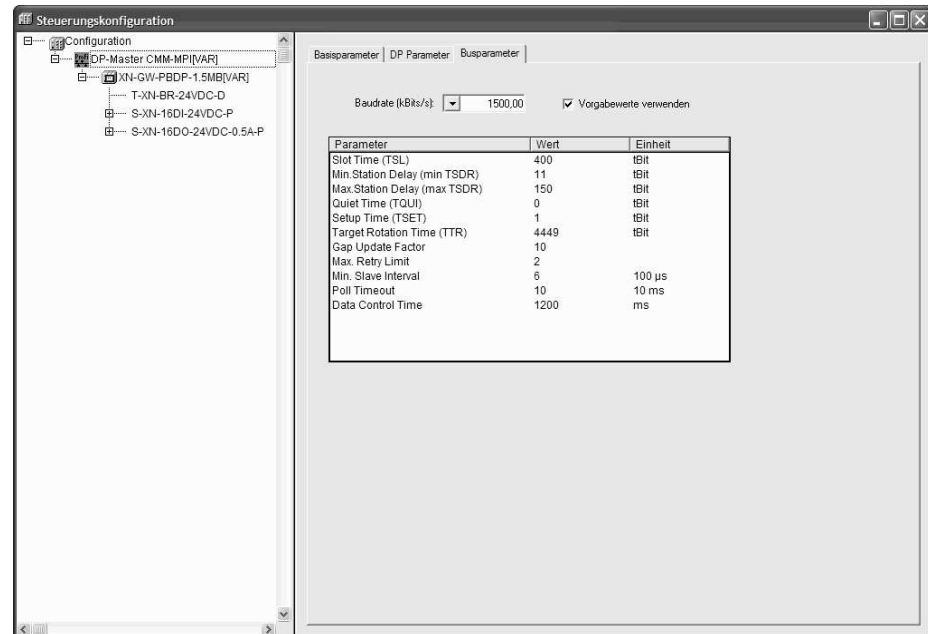 Steuerungskonfiguration
Configuration
DP-Master CMM-MPI[VAR]
XN-GW-PBDP-1.5MB[VAR]
T-XN-BR-24VDC-D
S-XN-16DI-24VDC-P
S-XN-16DO-24VDC-0.5A-P
Basisparameter DP Parameter Busparameter
Baudrate (kBits/s): 1500,00 Vorgabewerte verwenden
Parameter Wert Einheit
Slot Time (TSL) 400 tBit
Min.Station Delay (min TSDR) 11 tBit
Max.Station Delay (max TSDR) 150 tBit
Quiet Time (TQUI) 0 tBit
Setup Time (TSET) 1 tBit
Target Rotation Time (TTR) 4449 tBit
Gap Update Factor 10
Max. Retry Limit 2
Min. Slave Interval 6 100 µs
Poll Timeout 10 10 ms
Data Control Time 1200 ms